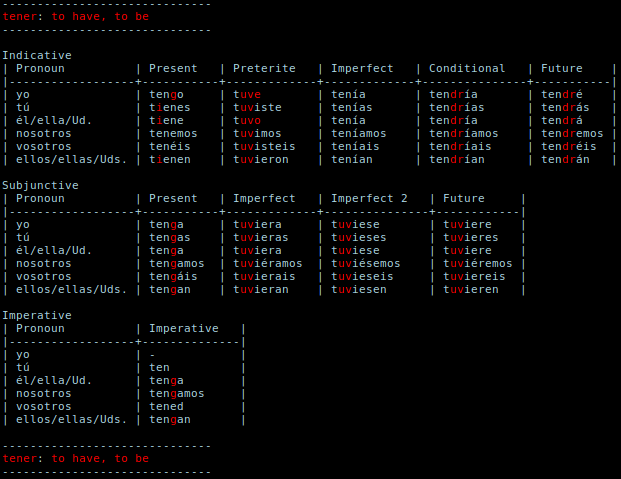 ------------------------------
tener: to have, to be
------------------------------
Indicative
| Pronoun          | Present   | Preterite   | Imperfect   | Conditional   | Future    |
|------------------+-----------+-------------+-------------+---------------+-----------|
| yo               | tengo     | tuve        | tenía       | tendría       | tendré    |
| tú               | tienes    | tuviste     | tenías      | tendrías      | tendrás   |
| él/ella/Ud.      | tiene     | tuvo        | tenía       | tendría       | tendrá    |
| nosotros         | tenemos   | tuvimos     | teníamos    | tendríamos    | tendremos |
| vosotros         | tenéis    | tuvisteis   | teníais     | tendríais     | tendréis  |
| ellos/ellas/Uds. | tienen    | tuvieron    | tenían      | tendrían      | tendrán   |
Subjunctive
| Pronoun          | Present   | Imperfect   | Imperfect 2 | Future     |
|------------------+-----------+-------------+-------------+------------|
| yo               | tenga     | tuviera     | tuviese     | tuviere    |
| tú               | tengas    | tuvieras    | tuvieses    | tuvieres   |
| él/ella/Ud.      | tenga     | tuviera     | tuviese     | tuviere    |
| nosotros         | tengamos  | tuviéramos  | tuviésemos  | tuviéremos |
| vosotros         | tengáis   | tuvierais   | tuvieseis   | tuviereis  |
| ellos/ellas/Uds. | tengan    | tuvieran    | tuviesen    | tuvieren   |
Imperative
| Pronoun          | Imperative   |
|------------------+--------------|
| yo               | -            |
| tú               | ten          |
| él/ella/Ud.      | tenga        |
| nosotros         | tengamos     |
| vosotros         | tened        |
| ellos/ellas/Uds. | tengan       |
------------------------------
tener: to have, to be
------------------------------